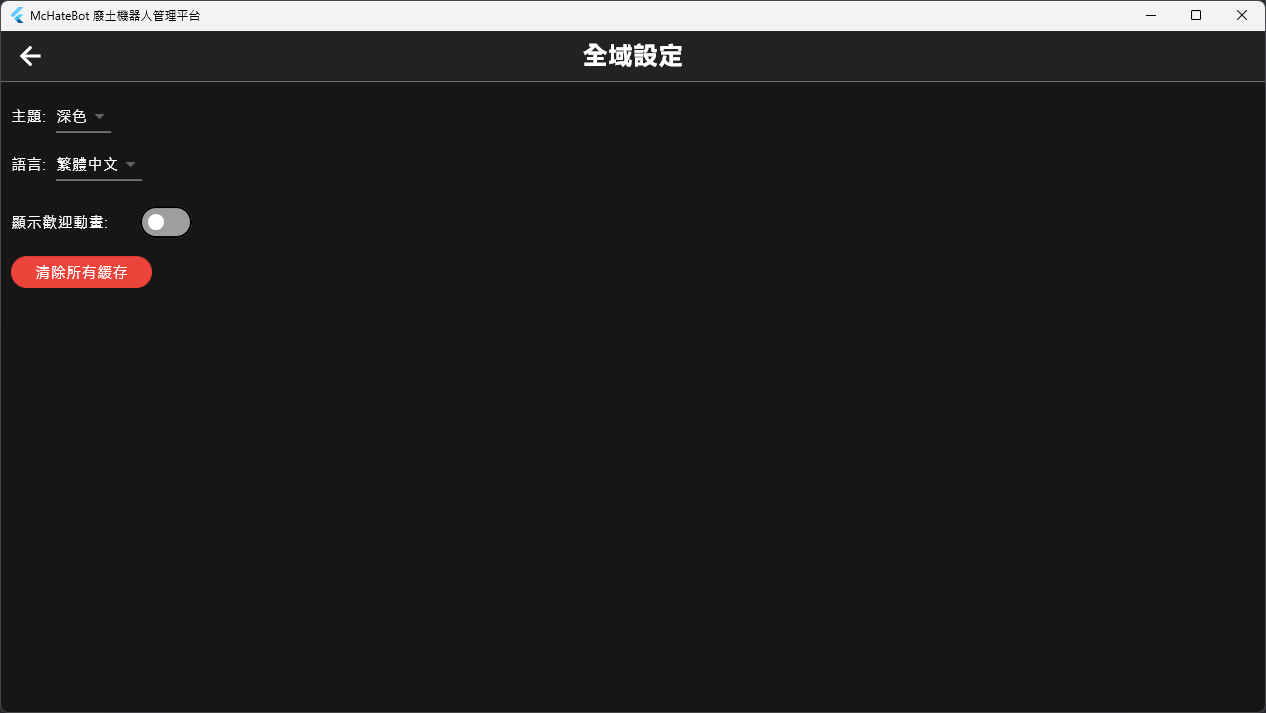 McHateBot 廢土機器人管理平台
全域設定
主題: 深色
語言: 繁體中文
顯示歡迎動畫:
清除所有緩存